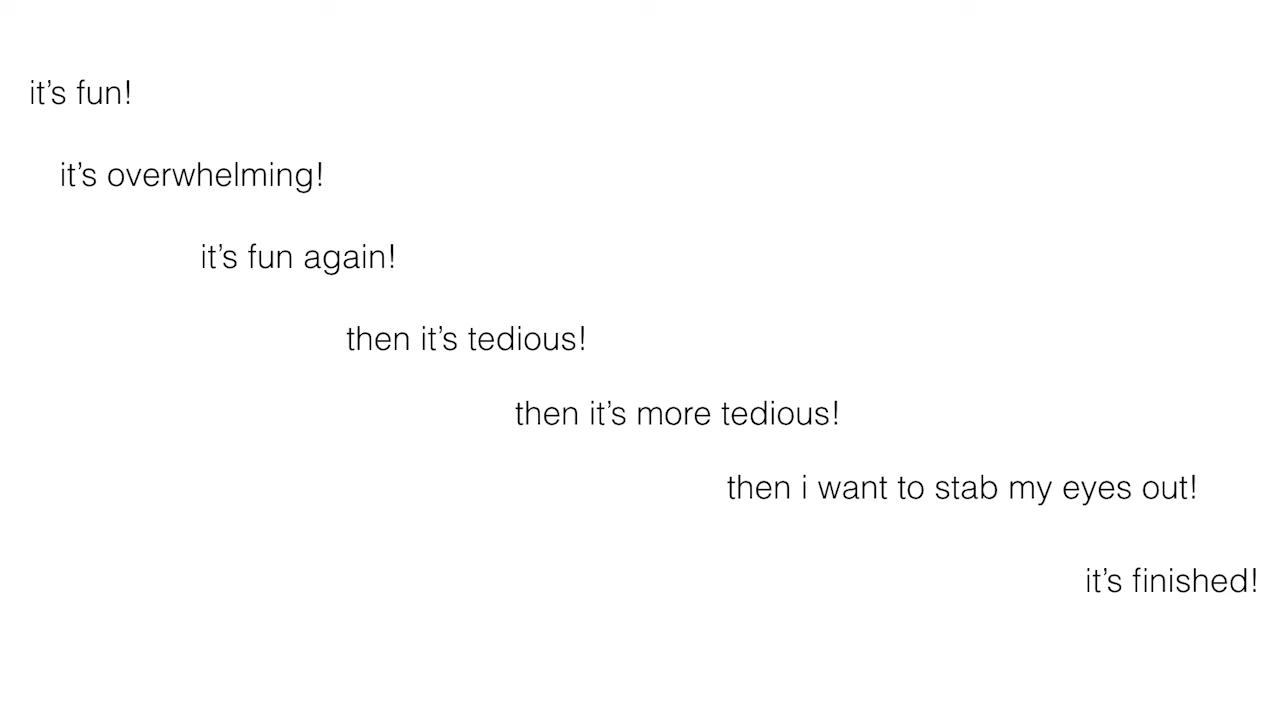 it’s fun!
it’s overwhelming!
it’s fun again!
then it’s tedious!
then it’s more tedious!
then i want to stab my eyes out!
it’s finished!